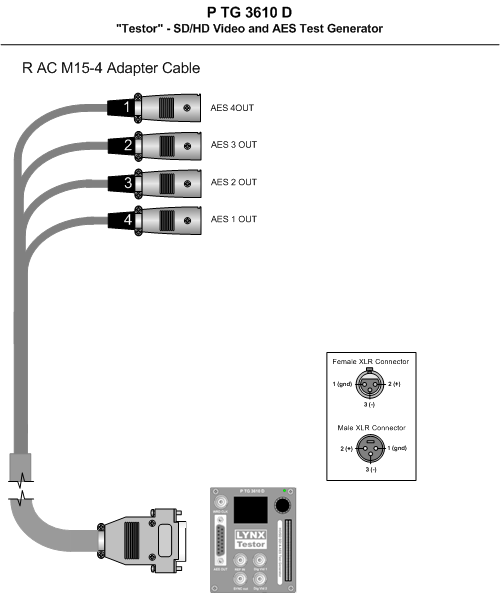 P TG 3610 D
"Testor" - SD/HD Video and AES Test Generator
R AC M15-4 Adapter Cable
1 AES 4OUT
2 AES 3 OUT
3 AES 2 OUT
4 AES 1 OUT
Female XLR Connector
1 (gnd) 2 (+)
3 (-)
Male XLR Connector
2 (+) 1 (gnd)
3 (-)
P TG 3610 D
LYNX
Testor
AES OUT